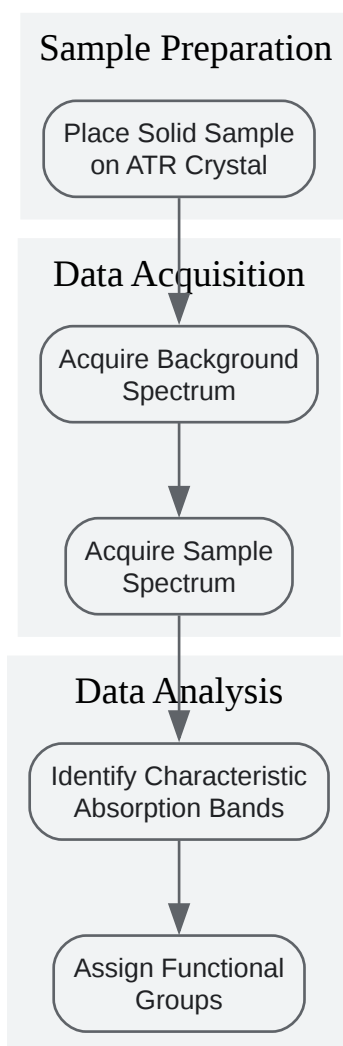 Sample Preparation
Place Solid Sample
on ATR Crystal
Data Acquisition
Acquire Background
Spectrum
Acquire Sample
Spectrum
Data Analysis
Identify Characteristic
Absorption Bands
Assign Functional
Groups